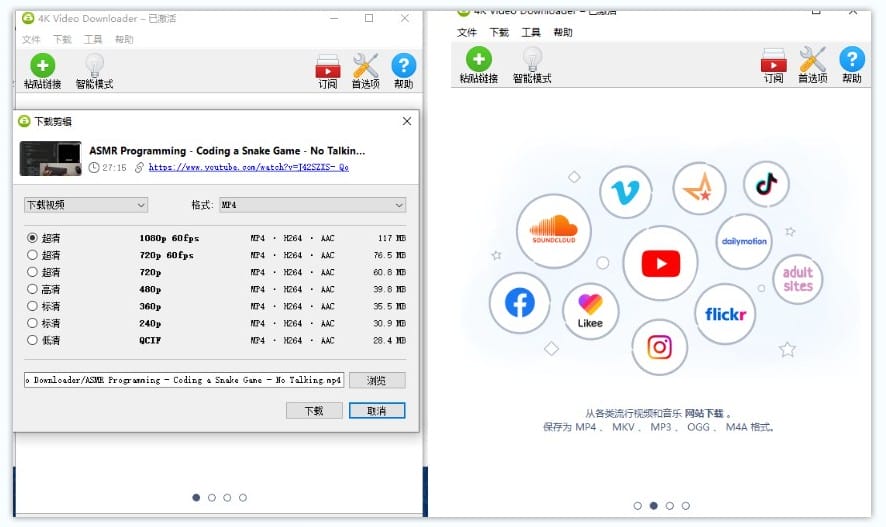 4K Video Downloader – 已激活
文件 下载 工具 帮助
粘贴链接 智能模式 订阅 首选项 帮助
下载剪辑
ASMR Programming - Coding a Snake Game - No Talkin...
27:15 https://www.youtube.com/watch?v=I42SZXS-_Qo
下载视频 格式: MP4
超清 1080p 60fps MP4 · H264 · AAC 117 MB
超清 720p 60fps MP4 · H264 · AAC 76.5 MB
超清 720p MP4 · H264 · AAC 60.8 MB
高清 480p MP4 · H264 · AAC 39.8 MB
标清 360p MP4 · H264 · AAC 35.5 MB
标清 240p MP4 · H264 · AAC 30.9 MB
低清 QCIF MP4 · H264 · AAC 28.4 MB
o Downloader/ASMR Programming - Coding a Snake Game - No Talking.mp4 浏览
下载 取消
4K Video Downloader – 已激活
文件 下载 工具 帮助
粘贴链接 智能模式 订阅 首选项 帮助
SOUNDCLOUD
dailymotion
adult
sites
Likee
flickr
从各类流行视频和音乐 网站下载 。
保存为 MP4 、 MKV 、 MP3 、 OGG 、 M4A 格式。